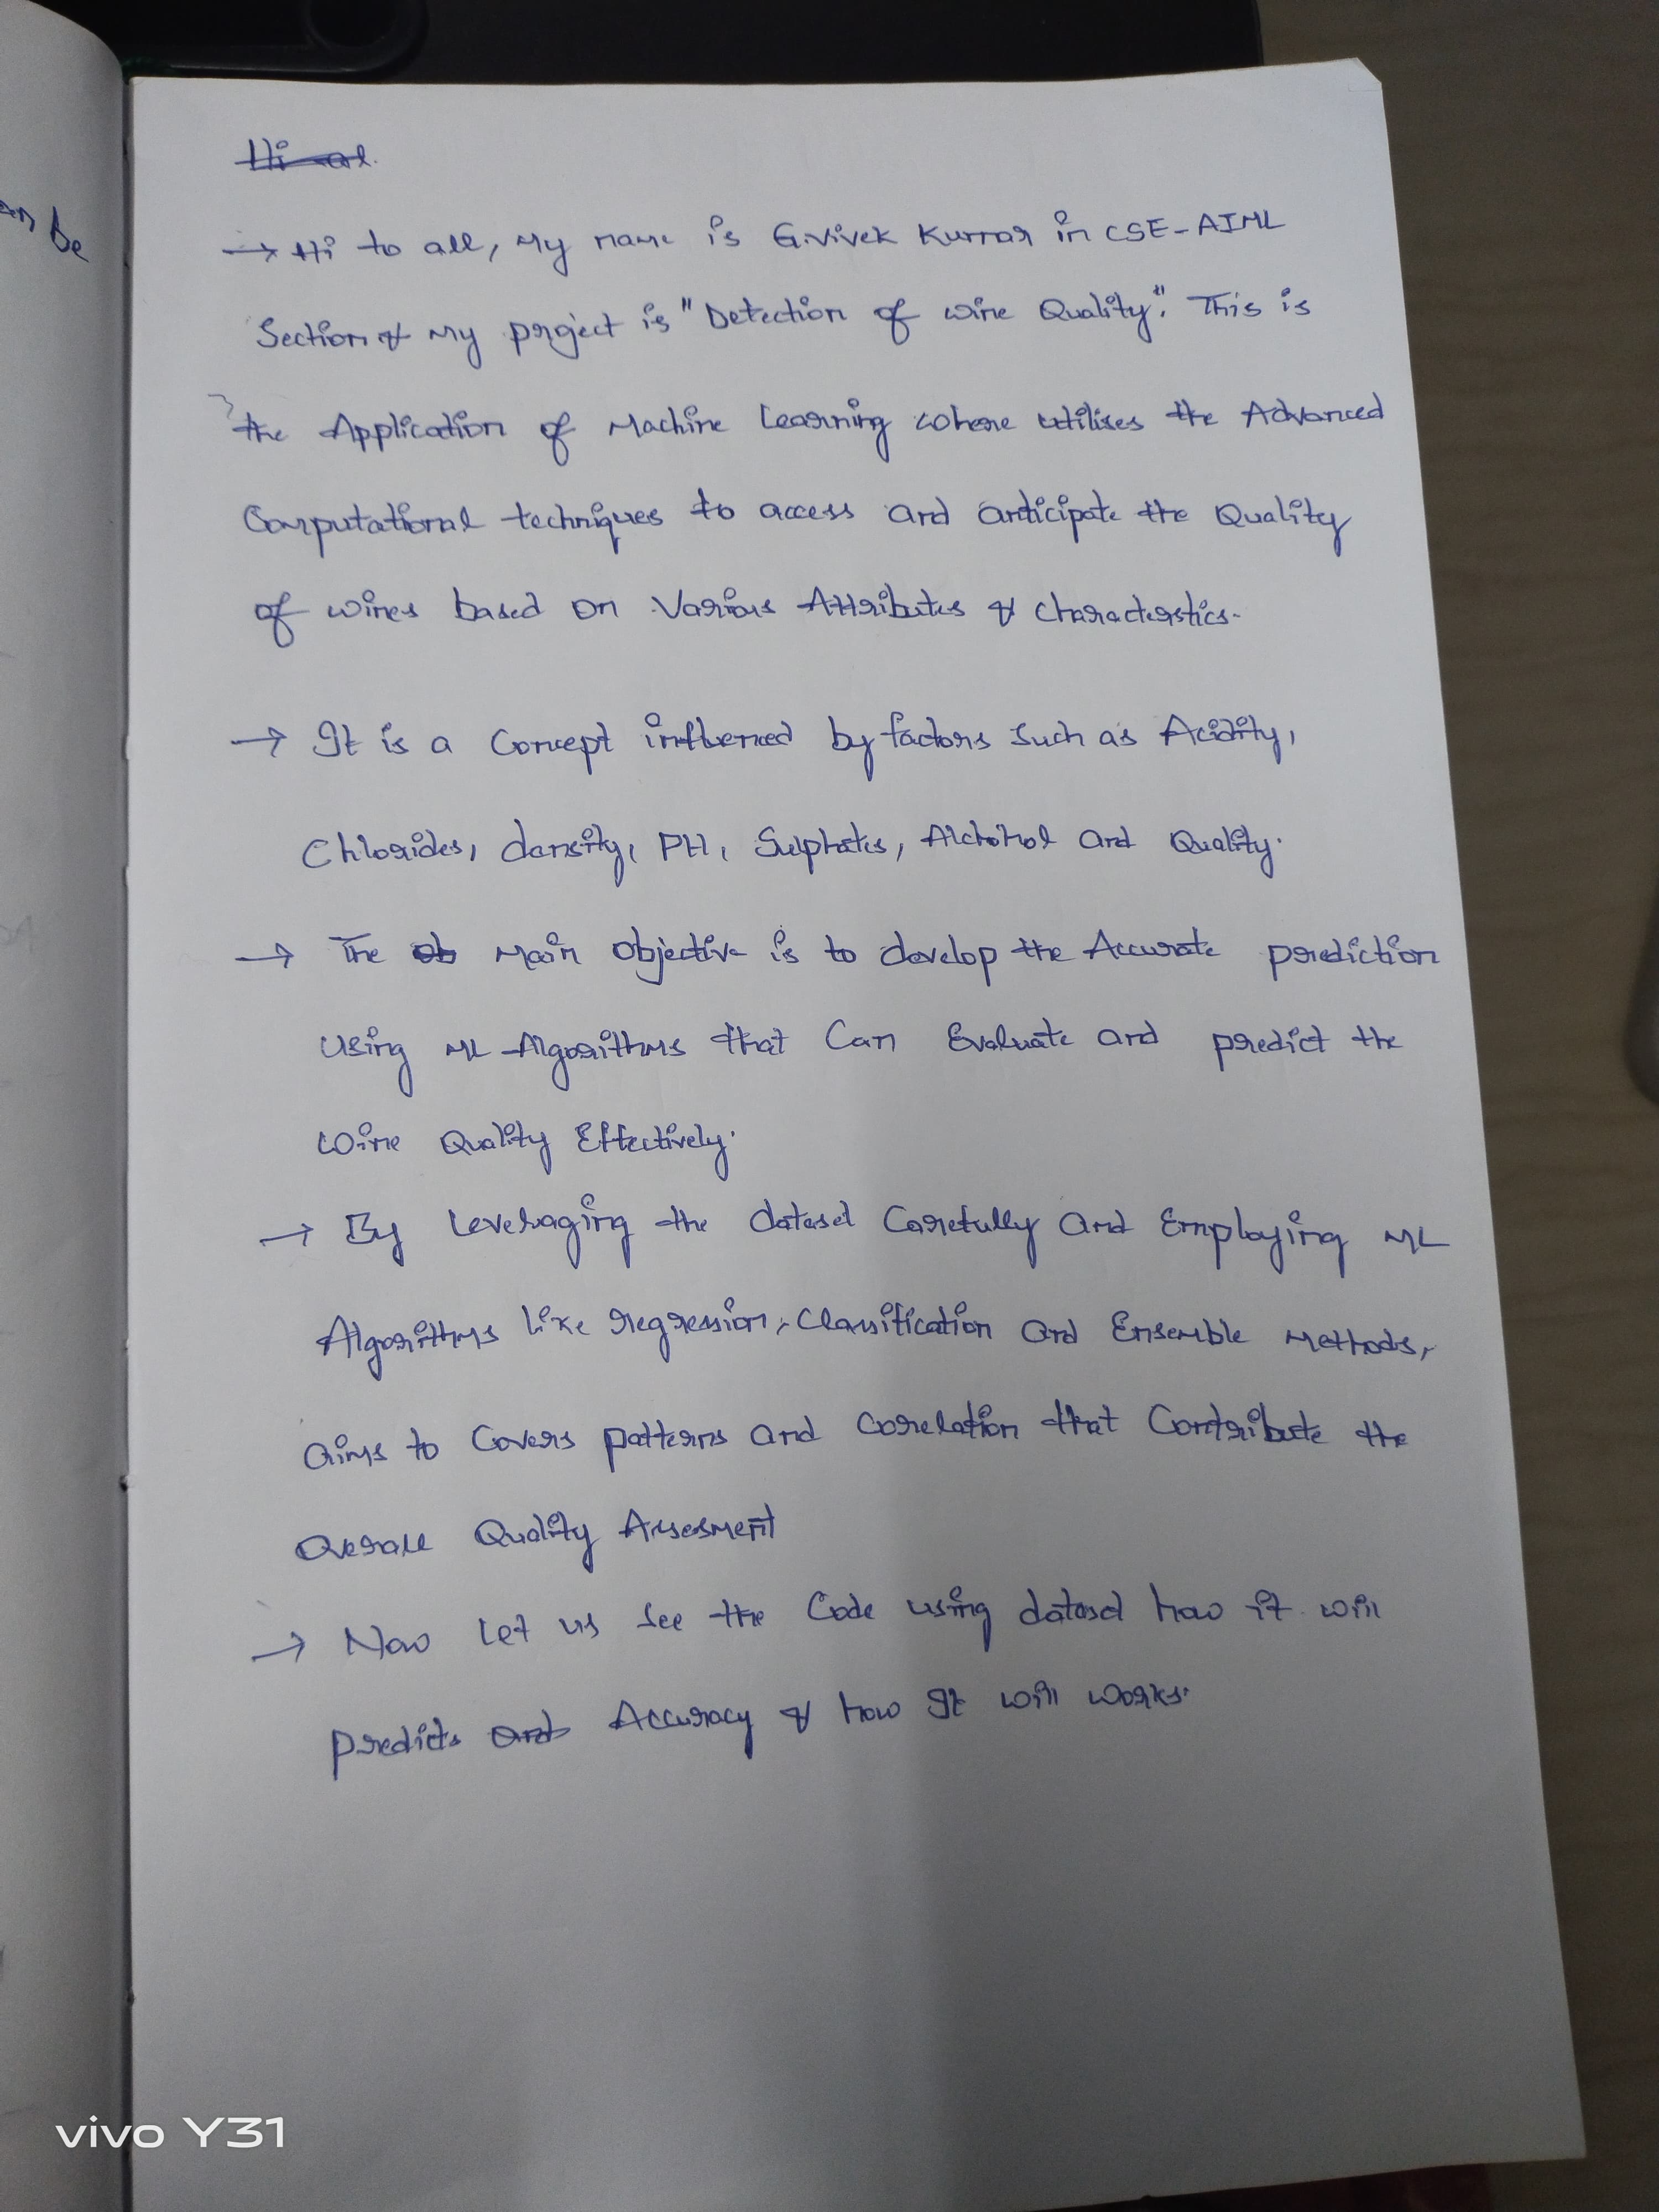 an be
Hi al.
→ Hi to all, My name is G.Vivek Kumar in CSE-AIML
Section & My project is "Detection of wine Quality". This is
the Application of Machine Learning where utilises the Advanced
Computational techniques to access and anticipate the Quality
of wines based on Various Attributes & characterstics.
→ It is a Concept influenced by factors such as Acidity,
Chlorides, density, PH, Sulphates, Alchohol and Quality.
→ The ob Main Objective is to develop the Accurate prediction
using ML Algorithms that Can Evaluate and predict the
wine Quality Effectively.
→ By Leveraging the dataset Carefully and Employing ML
Algorithms like regression, Classification and Ensemble Methods,
aims to Covers patterns and Corelation that Contribute the
Overall Quality Assesment
→ Now Let us see the Code using dataset how it will
predicts and Accuracy & how It will works.
vivo Y31